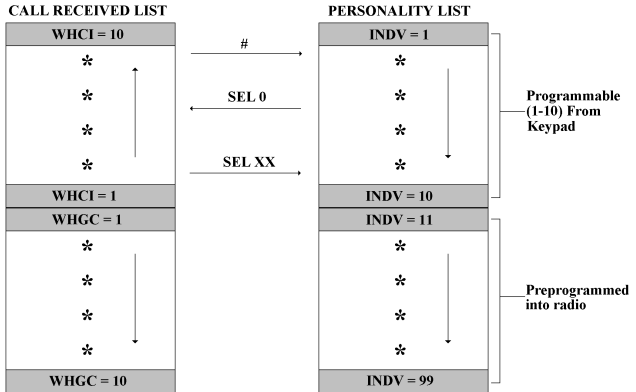 CALL RECEIVED LIST
PERSONALITY LIST
WHCI = 10
#
INDV = 1
*
*
*
*
SEL 0
SEL XX
*
*
*
*
Programmable
(1-10) From
Keypad
WHCI = 1
INDV = 10
WHGC = 1
INDV = 11
*
*
*
*
*
*
*
*
Preprogrammed
into radio
WHGC = 10
INDV = 99